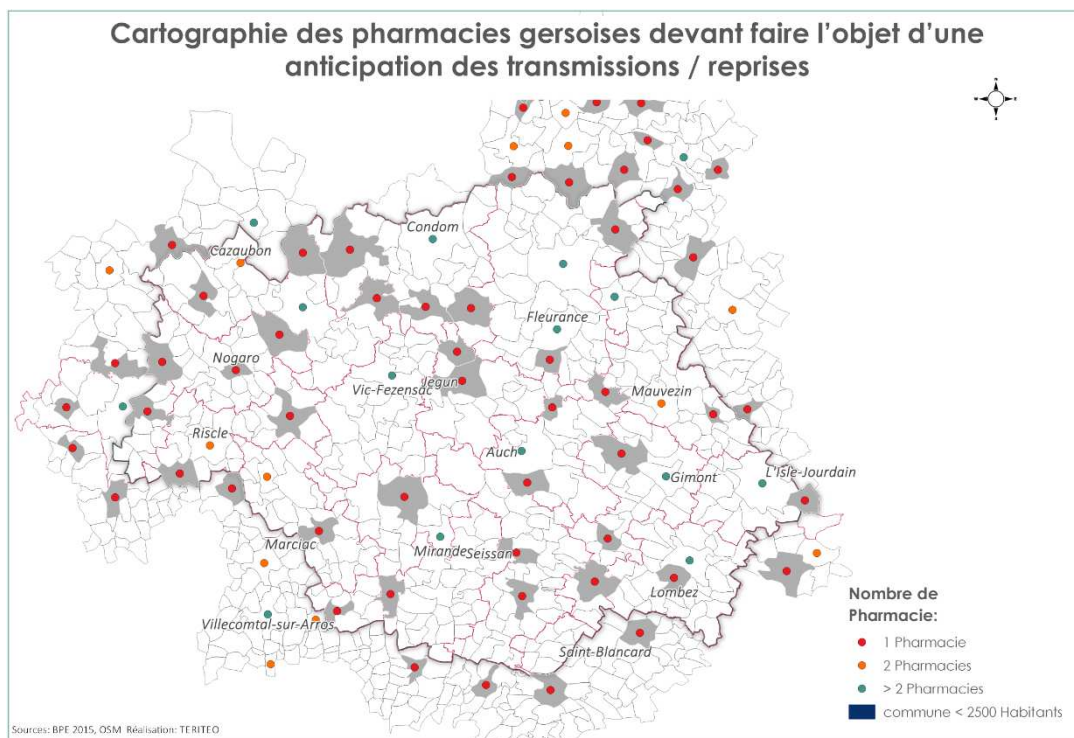 Cartographie des pharmacies gersoises devant faire l'objet d'une
anticipation des transmissions / reprises
Condom
Cazaubon
Fleurance
Nogaro
Vic-Fezensac
Jegun
Mauvezin
Riscle
Auch
Gimont
L'Isle-Jourdain
Marciac
Mirande
Seissan
Lombez
Villecomtal-sur-Arros
Saint-Blancard
Nombre de
Pharmacie:
1 Pharmacie
2 Pharmacies
> 2 Pharmacies
commune < 2500 Habitants
Sources: BPE 2015, OSM Réalisation: TERITEO